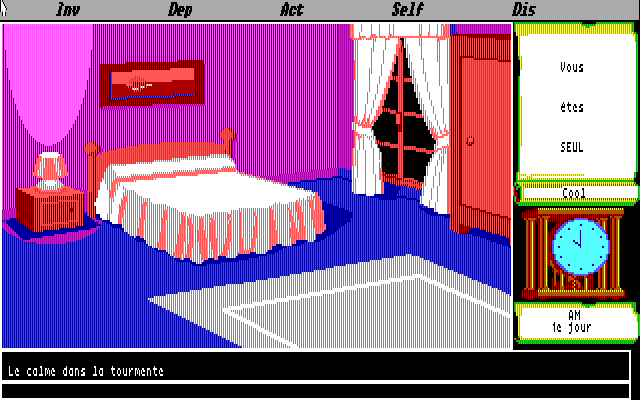 Inv Dep Act Self Dis
Vous
êtes
SEUL
Cool
AM
1e jour
Le calme dans la tourmente